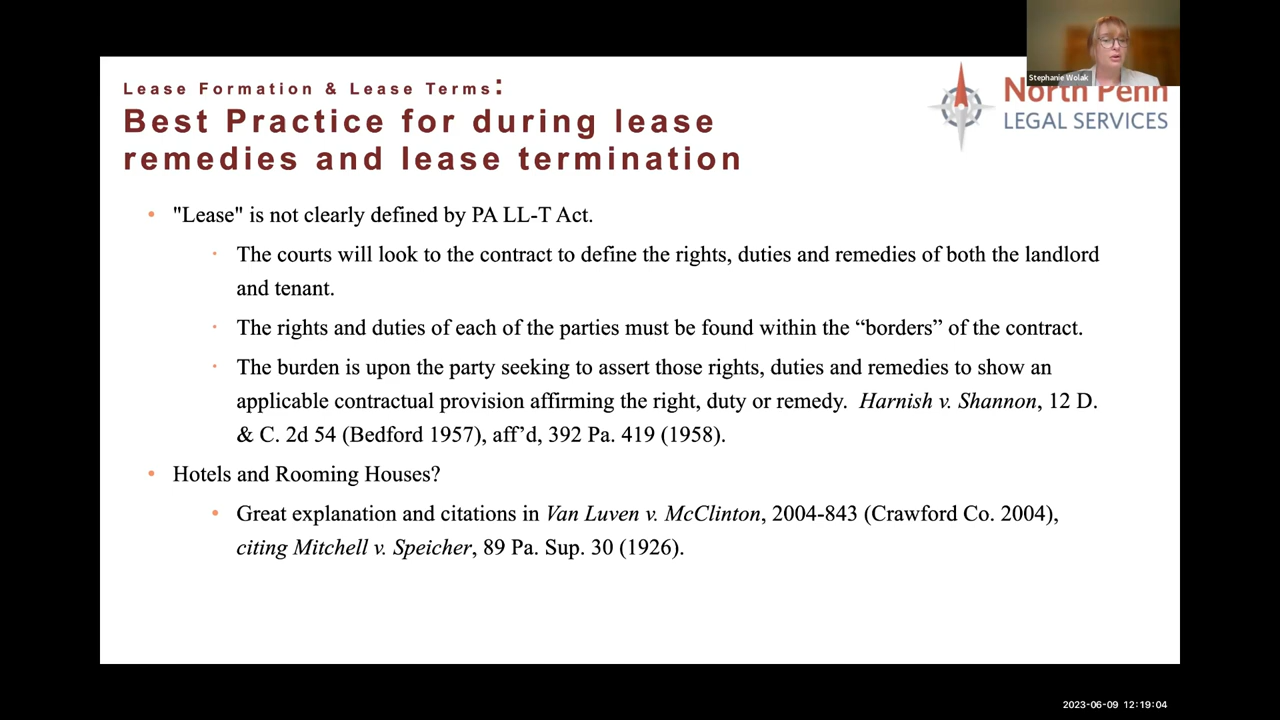 Stephanie Wolak
Lease Formation & Lease Terms:
Best Practice for during lease
remedies and lease termination
North Penn
LEGAL SERVICES
• "Lease" is not clearly defined by PA LL-T Act.
• The courts will look to the contract to define the rights, duties and remedies of both the landlord
and tenant.
• The rights and duties of each of the parties must be found within the “borders” of the contract.
• The burden is upon the party seeking to assert those rights, duties and remedies to show an
applicable contractual provision affirming the right, duty or remedy. Harnish v. Shannon, 12 D.
& C. 2d 54 (Bedford 1957), aff’d, 392 Pa. 419 (1958).
• Hotels and Rooming Houses?
• Great explanation and citations in Van Luven v. McClinton, 2004-843 (Crawford Co. 2004),
citing Mitchell v. Speicher, 89 Pa. Sup. 30 (1926).
2023-06-09 12:19:04